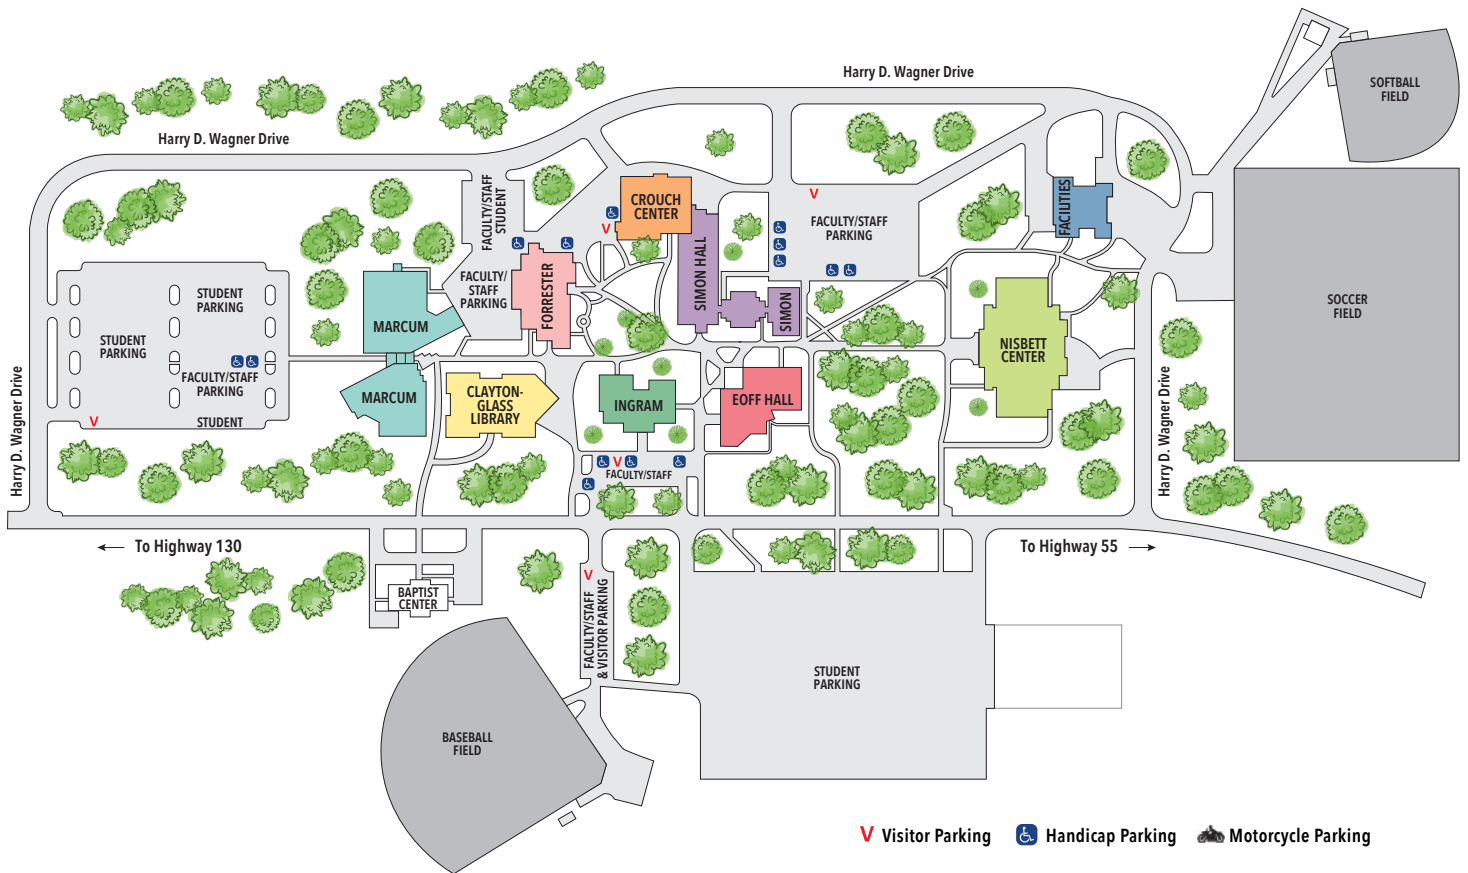 Harry D. Wagner Drive
SOFTBALL
FIELD
Harry D. Wagner Drive
FACULTY/STAFF
STUDENT
CROUCH
CENTER
V
V
FACULTY/STAFF
PARKING
FACILITIES
SIMON HALL
SIMON
FORRESTER
FACULTY/
STAFF
PARKING
STUDENT
PARKING
STUDENT
PARKING
FACULTY/STAFF
PARKING
STUDENT
V
MARCUM
MARCUM
CLAYTON-
GLASS
LIBRARY
INGRAM
EOFF HALL
NISBETT
CENTER
SOCCER
FIELD
Harry D. Wagner Drive
Harry D. Wagner Drive
V
FACULTY/STAFF
To Highway 130
To Highway 55
BAPTIST
CENTER
V
FACULTY/STAFF
& VISITOR PARKING
STUDENT
PARKING
BASEBALL
FIELD
V Visitor Parking
Handicap Parking
Motorcycle Parking